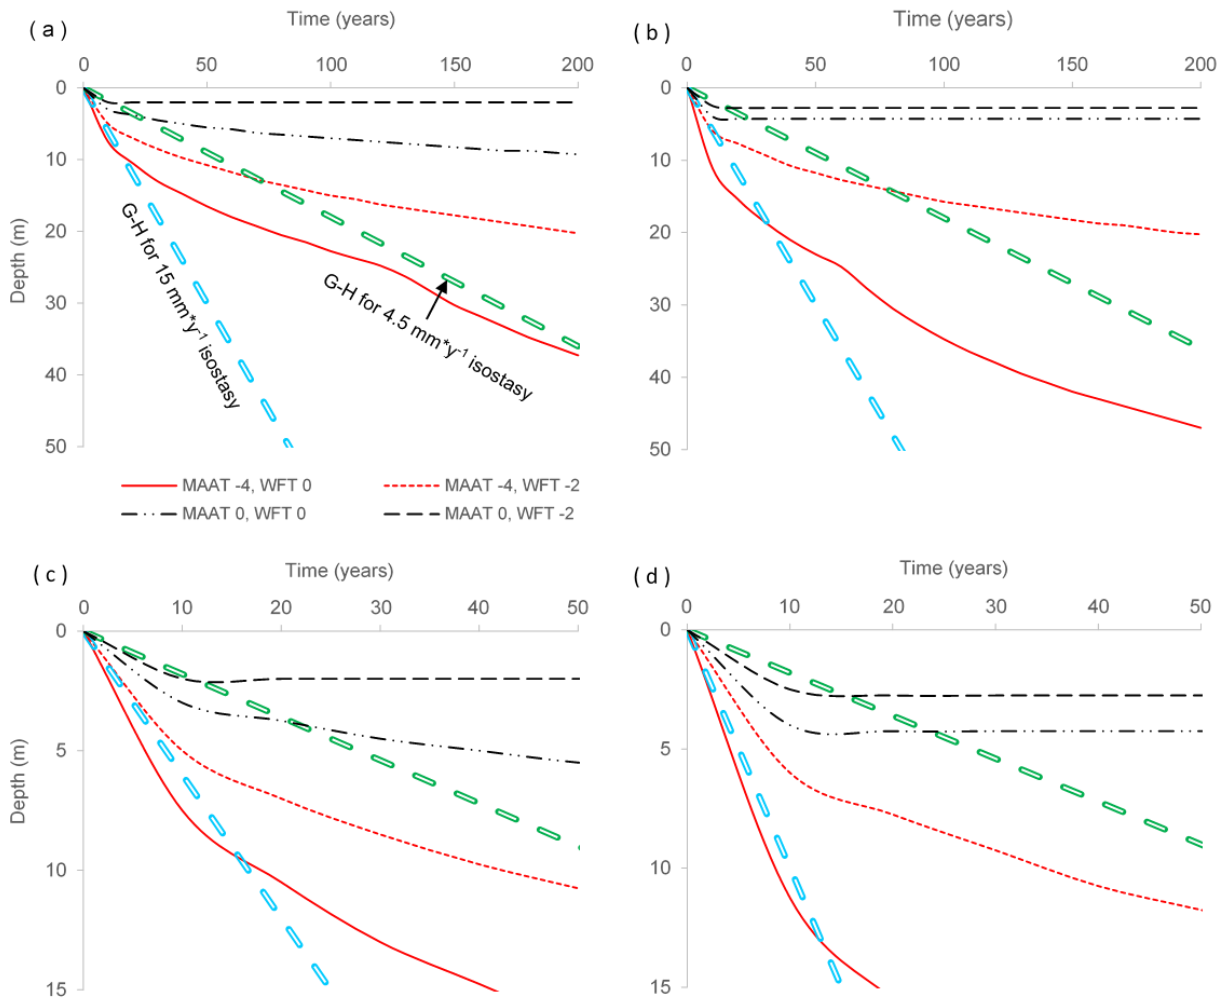 ( a )
Time (years)
0 50 100 150 200
0
10
20
30
40
50
Depth (m)
G-H for 15 mm*y⁻¹ isostasy
G-H for 4.5 mm*y⁻¹ isostasy
( b )
Time (years)
0 50 100 150 200
0
10
20
30
40
50
MAAT -4, WFT 0
MAAT -4, WFT -2
MAAT 0, WFT 0
MAAT 0, WFT -2
( c )
Time (years)
0 10 20 30 40 50
0
5
10
15
Depth (m)
( d )
Time (years)
0 10 20 30 40 50
0
5
10
15